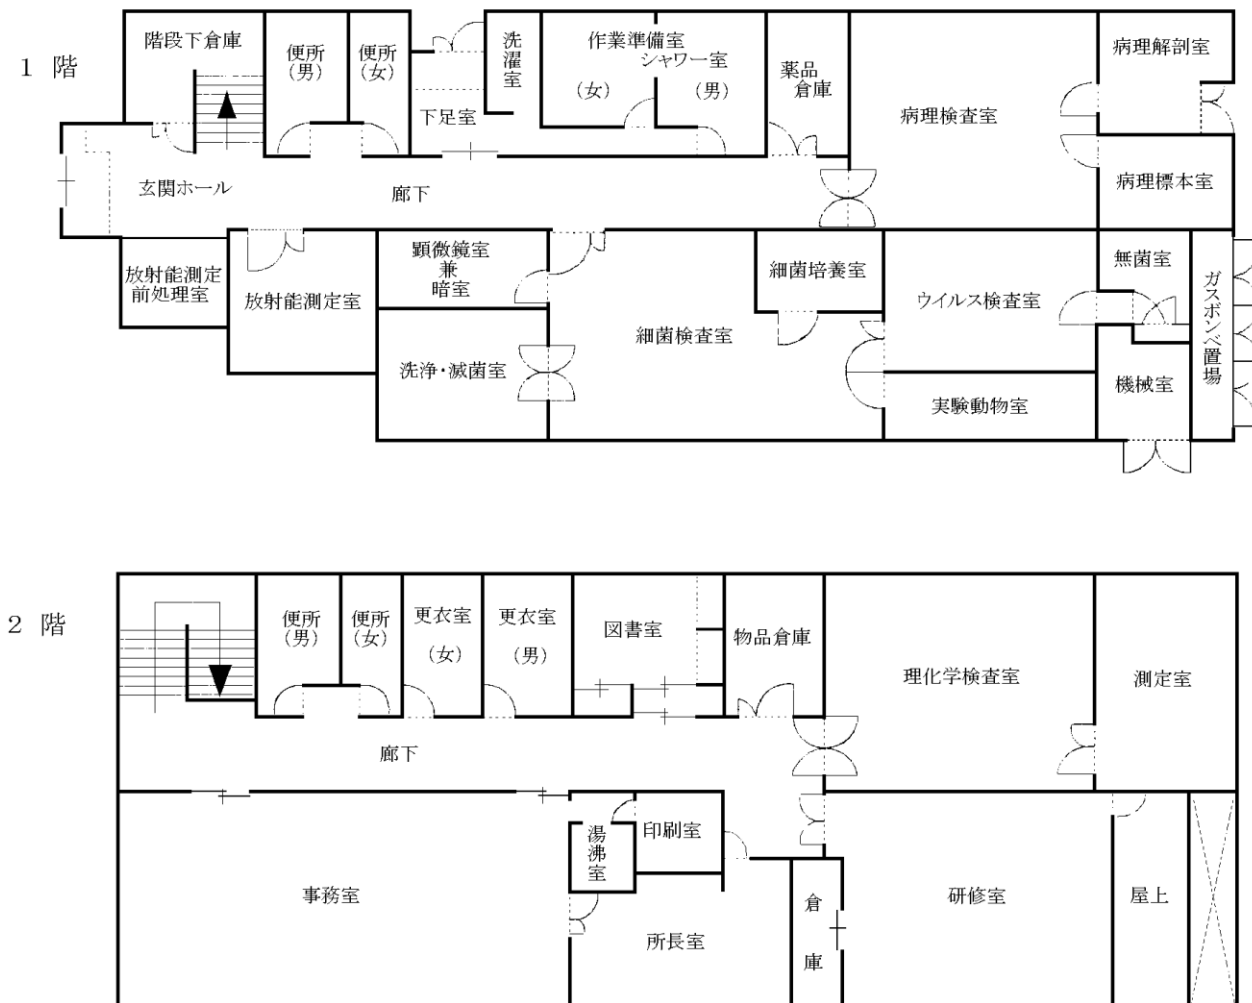 1 階
階段下倉庫
便所
(男)
便所
(女)
洗濯室
作業準備室
シャワー室
(女)
(男)
薬品
倉庫
病理検査室
病理解剖室
下足室
病理標本室
玄関ホール
廊下
放射能測定
前処理室
放射能測定室
顕微鏡室
兼
暗室
洗浄・滅菌室
細菌検査室
細菌培養室
ウイルス検査室
実験動物室
無菌室
機械室
ガスボンベ置場
2 階
便所
(男)
便所
(女)
更衣室
(女)
更衣室
(男)
図書室
物品倉庫
理化学検査室
測定室
廊下
事務室
湯沸室
印刷室
所長室
倉庫
研修室
屋上